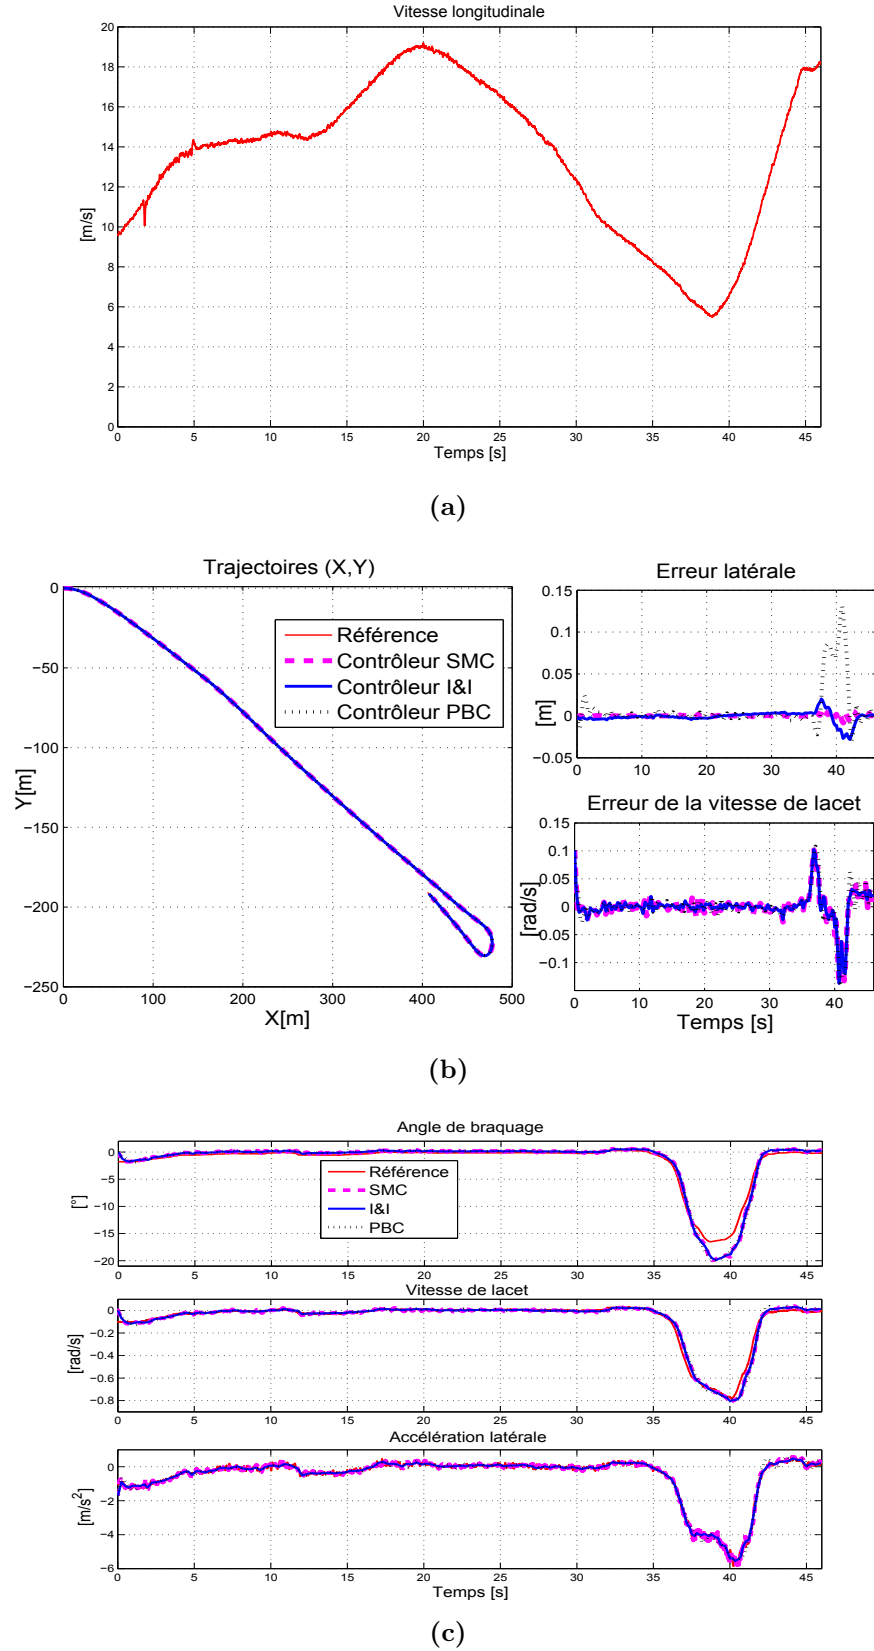 Vitesse longitudinale
20
18
16
14
12
10
8
6
4
2
0
[m/s]
0 5 10 15 20 25 30 35 40 45
Temps [s]
(a)
Trajectoires (X,Y)
0
−50
−100
−150
−200
−250
Y[m]
0 100 200 300 400 500
X[m]
Référence
Contrôleur SMC
Contrôleur I&I
Contrôleur PBC
Erreur latérale
0.15
0.1
0.05
0
−0.05
[m]
0 10 20 30 40
Erreur de la vitesse de lacet
0.15
0.1
0.05
0
−0.05
−0.1
[rad/s]
0 10 20 30 40
Temps [s]
(b)
Angle de braquage
0
−5
−10
−15
−20
[°]
Référence
SMC
I&I
PBC
0 5 10 15 20 25 30 35 40 45
Vitesse de lacet
0
−0.2
−0.4
−0.6
−0.8
[rad/s]
0 5 10 15 20 25 30 35 40 45
Accélération latérale
0
−2
−4
−6
[m/s²]
0 5 10 15 20 25 30 35 40 45
Temps [s]
(c)